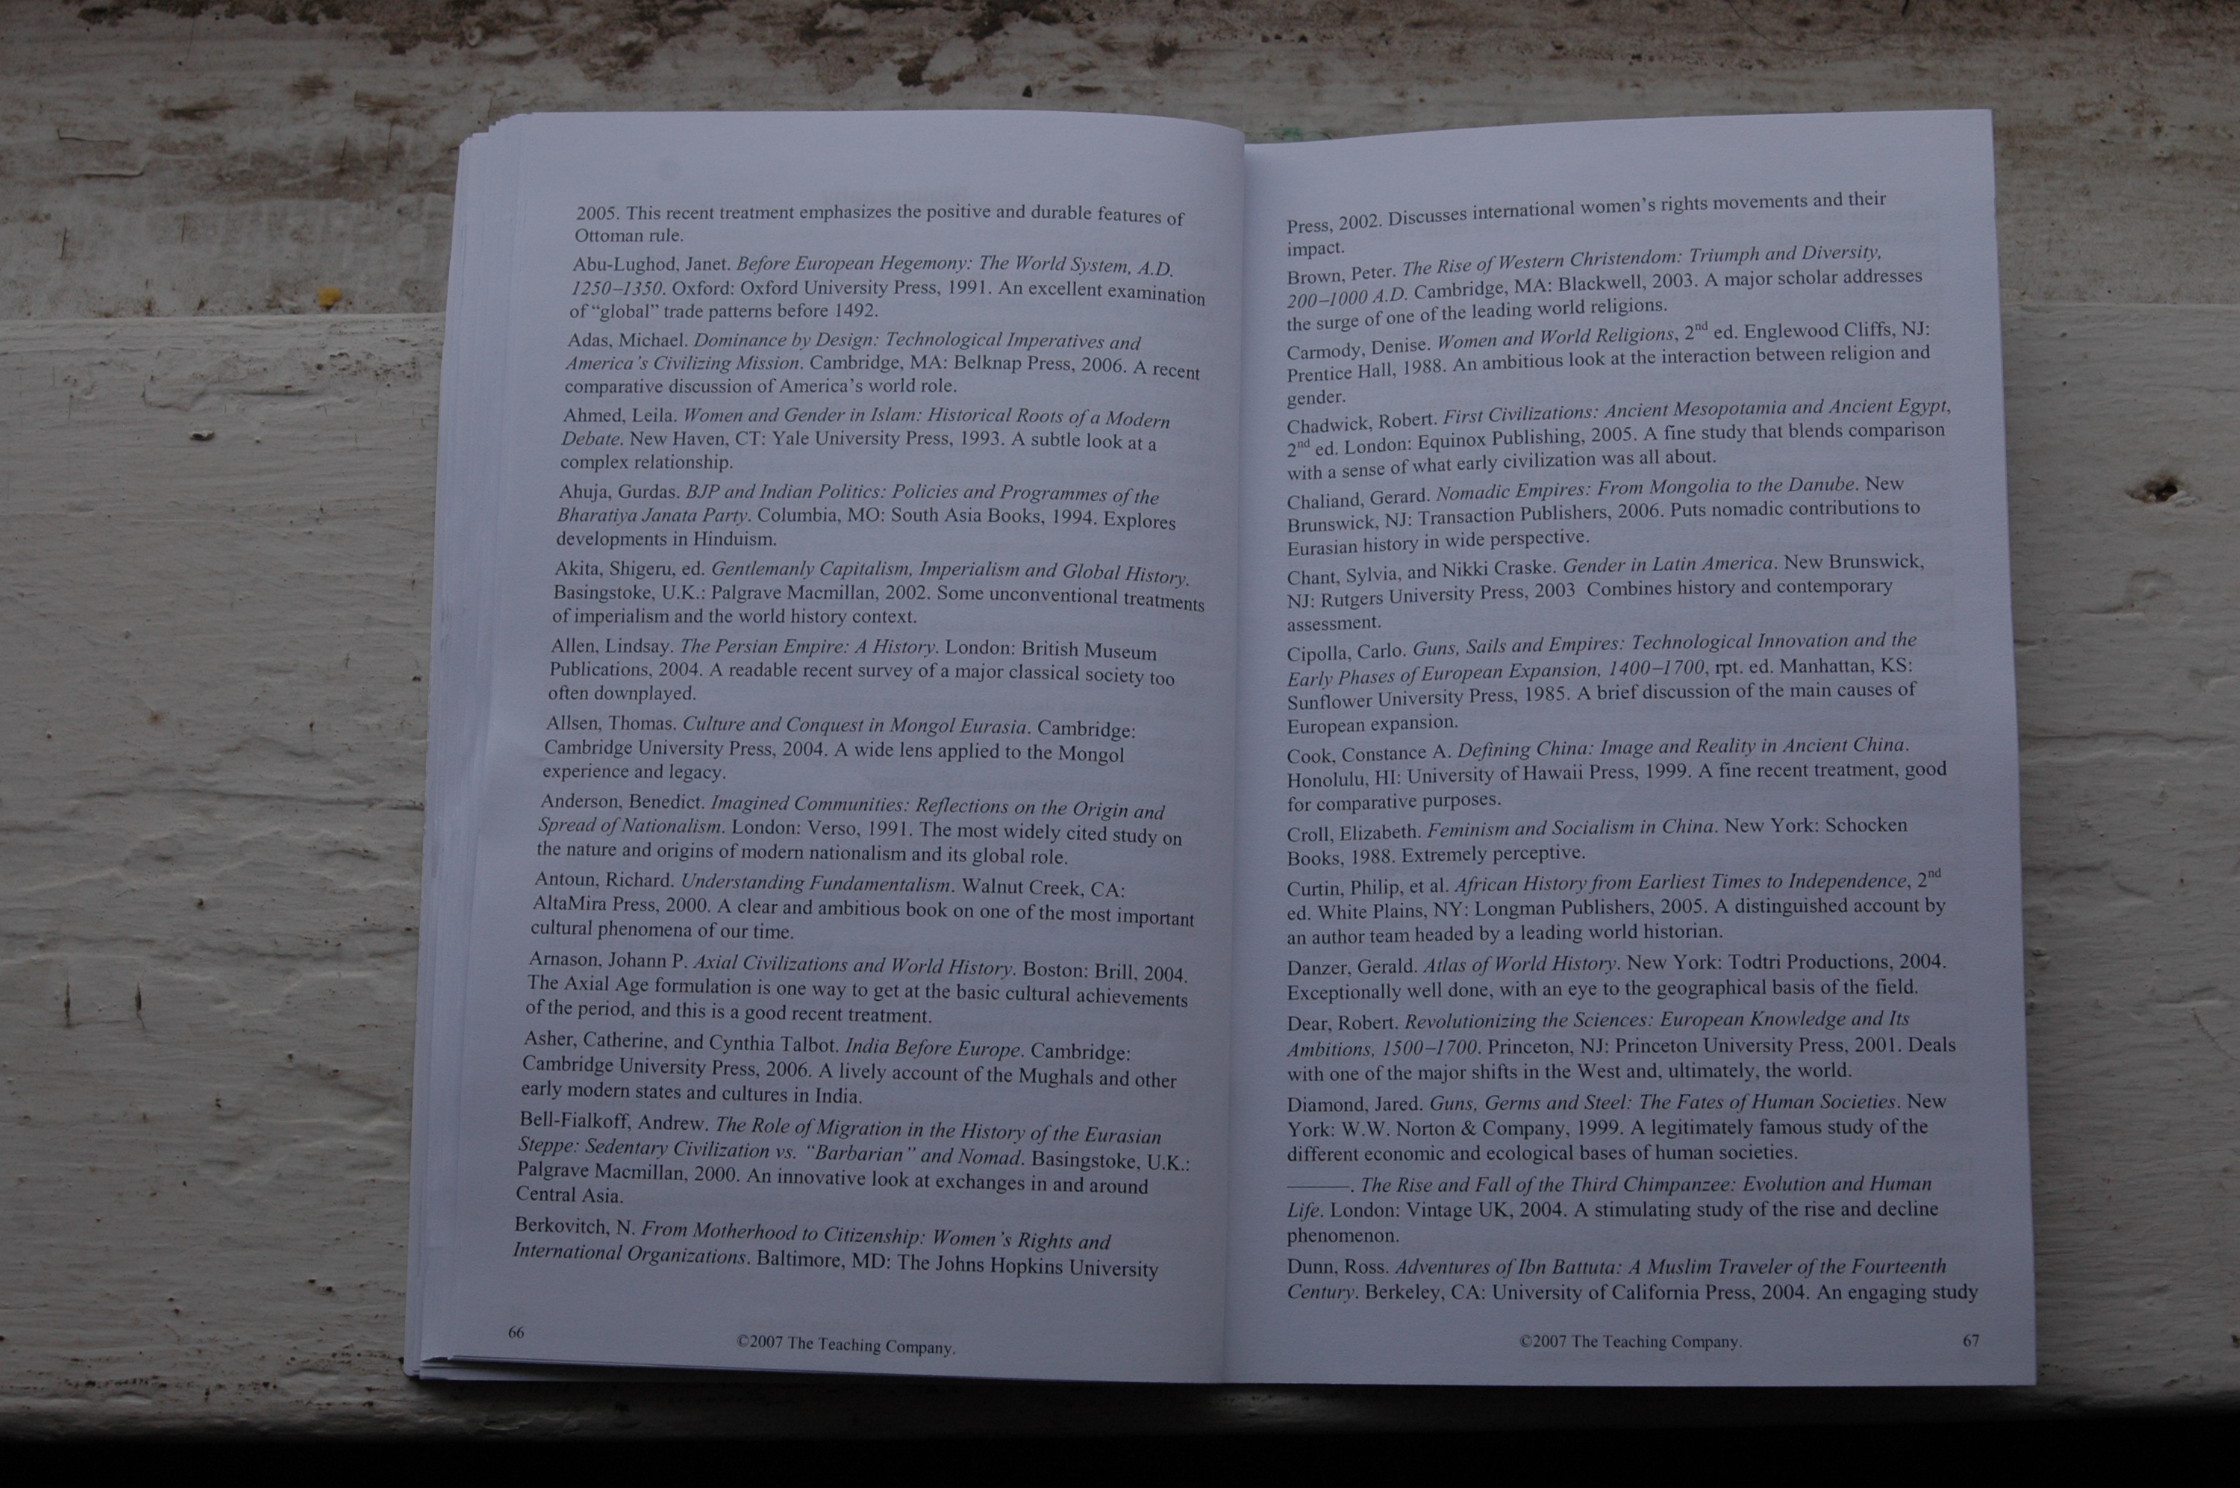 2005. This recent treatment emphasizes the positive and durable features of
Ottoman rule.
Abu-Lughod, Janet. Before European Hegemony: The World System, A.D.
1250–1350. Oxford: Oxford University Press, 1991. An excellent examination
of “global” trade patterns before 1492.
Adas, Michael. Dominance by Design: Technological Imperatives and
America’s Civilizing Mission. Cambridge, MA: Belknap Press, 2006. A recent
comparative discussion of America’s world role.
Ahmed, Leila. Women and Gender in Islam: Historical Roots of a Modern
Debate. New Haven, CT: Yale University Press, 1993. A subtle look at a
complex relationship.
Ahuja, Gurdas. BJP and Indian Politics: Policies and Programmes of the
Bharatiya Janata Party. Columbia, MO: South Asia Books, 1994. Explores
developments in Hinduism.
Akita, Shigeru, ed. Gentlemanly Capitalism, Imperialism and Global History.
Basingstoke, U.K.: Palgrave Macmillan, 2002. Some unconventional treatments
of imperialism and the world history context.
Allen, Lindsay. The Persian Empire: A History. London: British Museum
Publications, 2004. A readable recent survey of a major classical society too
often downplayed.
Allsen, Thomas. Culture and Conquest in Mongol Eurasia. Cambridge:
Cambridge University Press, 2004. A wide lens applied to the Mongol
experience and legacy.
Anderson, Benedict. Imagined Communities: Reflections on the Origin and
Spread of Nationalism. London: Verso, 1991. The most widely cited study on
the nature and origins of modern nationalism and its global role.
Antoun, Richard. Understanding Fundamentalism. Walnut Creek, CA:
AltaMira Press, 2000. A clear and ambitious book on one of the most important
cultural phenomena of our time.
Arnason, Johann P. Axial Civilizations and World History. Boston: Brill, 2004.
The Axial Age formulation is one way to get at the basic cultural achievements
of the period, and this is a good recent treatment.
Asher, Catherine, and Cynthia Talbot. India Before Europe. Cambridge:
Cambridge University Press, 2006. A lively account of the Mughals and other
early modern states and cultures in India.
Bell-Fialkoff, Andrew. The Role of Migration in the History of the Eurasian
Steppe: Sedentary Civilization vs. “Barbarian” and Nomad. Basingstoke, U.K.:
Palgrave Macmillan, 2000. An innovative look at exchanges in and around
Central Asia.
Berkovitch, N. From Motherhood to Citizenship: Women’s Rights and
International Organizations. Baltimore, MD: The Johns Hopkins University
66
©2007 The Teaching Company.
Press, 2002. Discusses international women’s rights movements and their
impact.
Brown, Peter. The Rise of Western Christendom: Triumph and Diversity,
200–1000 A.D. Cambridge, MA: Blackwell, 2003. A major scholar addresses
the surge of one of the leading world religions.
Carmody, Denise. Women and World Religions, 2nd ed. Englewood Cliffs, NJ:
Prentice Hall, 1988. An ambitious look at the interaction between religion and
gender.
Chadwick, Robert. First Civilizations: Ancient Mesopotamia and Ancient Egypt,
2nd ed. London: Equinox Publishing, 2005. A fine study that blends comparison
with a sense of what early civilization was all about.
Chaliand, Gerard. Nomadic Empires: From Mongolia to the Danube. New
Brunswick, NJ: Transaction Publishers, 2006. Puts nomadic contributions to
Eurasian history in wide perspective.
Chant, Sylvia, and Nikki Craske. Gender in Latin America. New Brunswick,
NJ: Rutgers University Press, 2003 Combines history and contemporary
assessment.
Cipolla, Carlo. Guns, Sails and Empires: Technological Innovation and the
Early Phases of European Expansion, 1400–1700, rpt. ed. Manhattan, KS:
Sunflower University Press, 1985. A brief discussion of the main causes of
European expansion.
Cook, Constance A. Defining China: Image and Reality in Ancient China.
Honolulu, HI: University of Hawaii Press, 1999. A fine recent treatment, good
for comparative purposes.
Croll, Elizabeth. Feminism and Socialism in China. New York: Schocken
Books, 1988. Extremely perceptive.
Curtin, Philip, et al. African History from Earliest Times to Independence, 2nd
ed. White Plains, NY: Longman Publishers, 2005. A distinguished account by
an author team headed by a leading world historian.
Danzer, Gerald. Atlas of World History. New York: Todtri Productions, 2004.
Exceptionally well done, with an eye to the geographical basis of the field.
Dear, Robert. Revolutionizing the Sciences: European Knowledge and Its
Ambitions, 1500–1700. Princeton, NJ: Princeton University Press, 2001. Deals
with one of the major shifts in the West and, ultimately, the world.
Diamond, Jared. Guns, Germs and Steel: The Fates of Human Societies. New
York: W.W. Norton & Company, 1999. A legitimately famous study of the
different economic and ecological bases of human societies.
———. The Rise and Fall of the Third Chimpanzee: Evolution and Human
Life. London: Vintage UK, 2004. A stimulating study of the rise and decline
phenomenon.
Dunn, Ross. Adventures of Ibn Battuta: A Muslim Traveler of the Fourteenth
Century. Berkeley, CA: University of California Press, 2004. An engaging study
©2007 The Teaching Company.
67